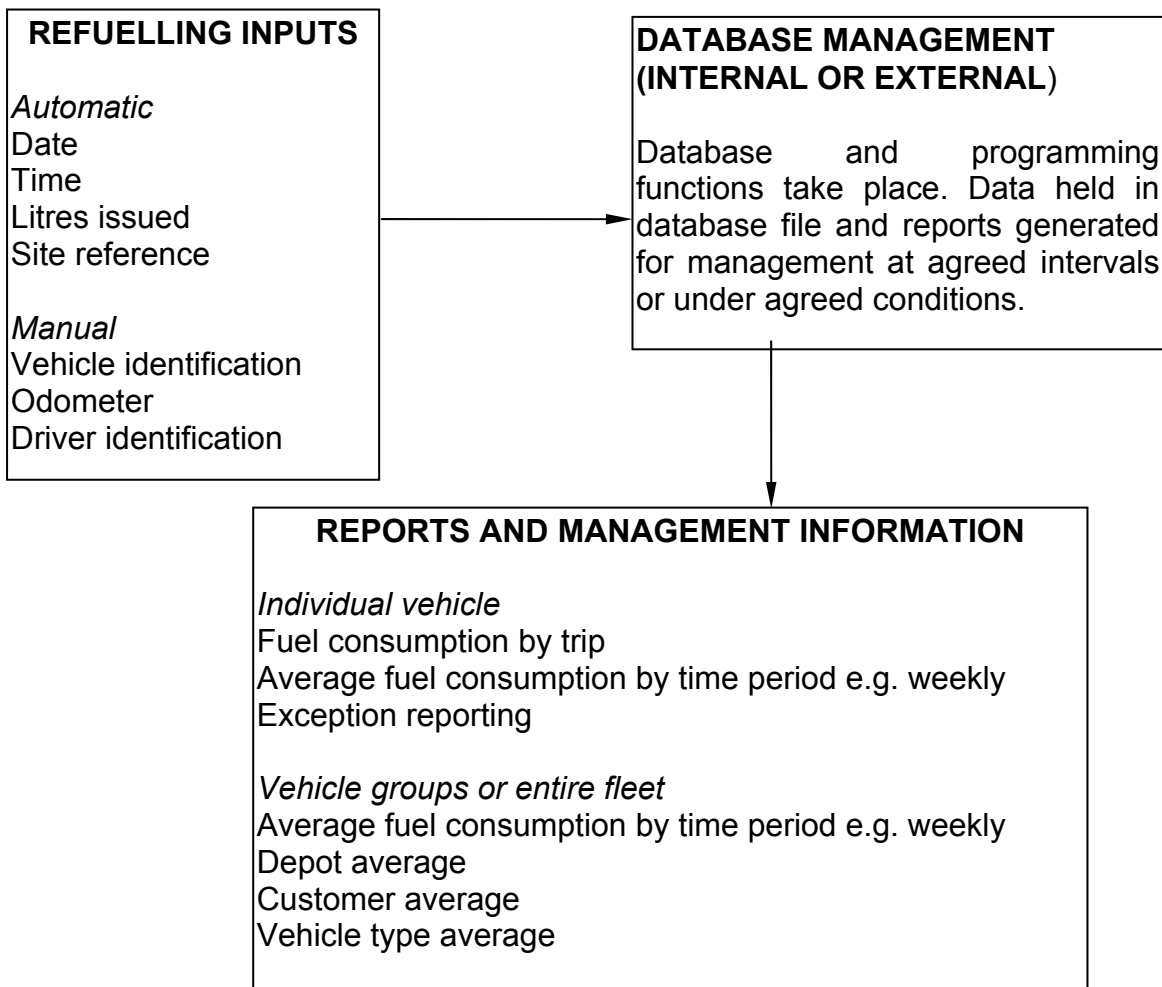 REFUELLING INPUTS
Automatic
Date
Time
Litres issued
Site reference
Manual
Vehicle identification
Odometer
Driver identification
DATABASE MANAGEMENT
(INTERNAL OR EXTERNAL)
Database and programming
functions take place. Data held in
database file and reports generated
for management at agreed intervals
or under agreed conditions.
REPORTS AND MANAGEMENT INFORMATION
Individual vehicle
Fuel consumption by trip
Average fuel consumption by time period e.g. weekly
Exception reporting
Vehicle groups or entire fleet
Average fuel consumption by time period e.g. weekly
Depot average
Customer average
Vehicle type average